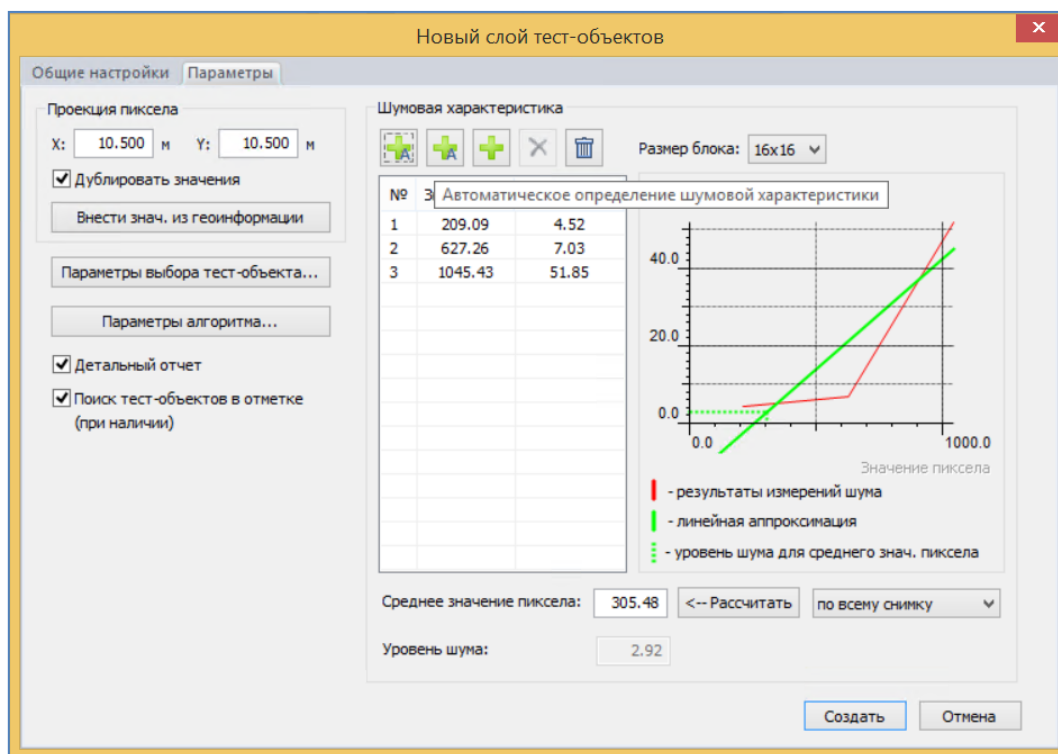 Новый слой тест-объектов
Общие настройки Параметры
Проекция пиксела
X: 10.500 м Y: 10.500 м
Дублировать значения
Внести знач. из геоинформации
Параметры выбора тест-объекта...
Параметры алгоритма...
Детальный отчет
Поиск тест-объектов в отметке
(при наличии)
Шумовая характеристика
A A
Размер блока: 16x16
№
Автоматическое определение шумовой характеристики
1 209.09 4.52
2 627.26 7.03
3 1045.43 51.85
40.0
20.0
0.0
0.0 1000.0
Значение пиксела
- результаты измерений шума
- линейная аппроксимация
- уровень шума для среднего знач. пиксела
Среднее значение пиксела: 305.48 <-- Рассчитать по всему снимку
Уровень шума: 2.92
Создать Отмена